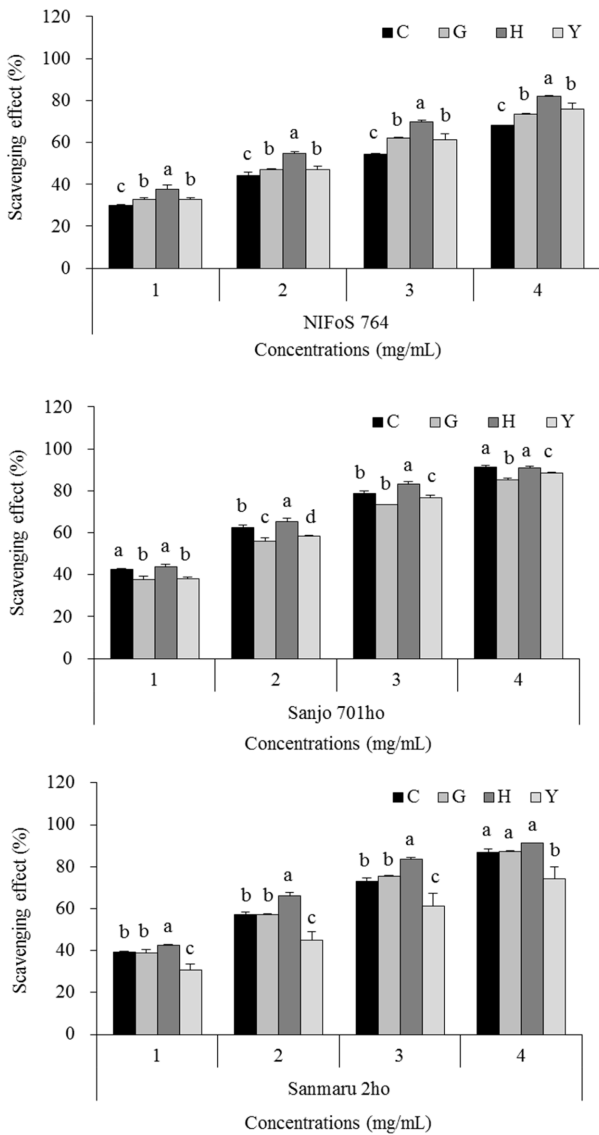 120
C G H Y
100
80
60
40
20
0
Scavenging effect (%)
c b a b
c b a b
c b a b
c b a b
1 2 3 4
NIFoS 764
Concentrations (mg/mL)
120
C G H Y
100
80
60
40
20
0
Scavenging effect (%)
a b a b
b c a d
b b a c
a b a c
1 2 3 4
Sanjo 701ho
Concentrations (mg/mL)
120
C G H Y
100
80
60
40
20
0
Scavenging effect (%)
b b a c
b b a c
b b a c
a a a b
1 2 3 4
Sanmaru 2ho
Concentrations (mg/mL)